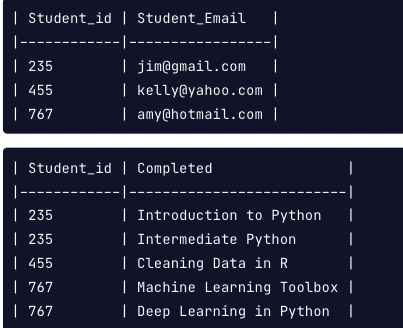 | Student_id | Student_Email   |
|------------|-----------------|
| 235        | jim@gmail.com   |
| 455        | kelly@yahoo.com |
| 767        | amy@hotmail.com |
| Student_id | Completed                |
|------------|--------------------------|
| 235        | Introduction to Python   |
| 235        | Intermediate Python      |
| 455        | Cleaning Data in R       |
| 767        | Machine Learning Toolbox |
| 767        | Deep Learning in Python  |